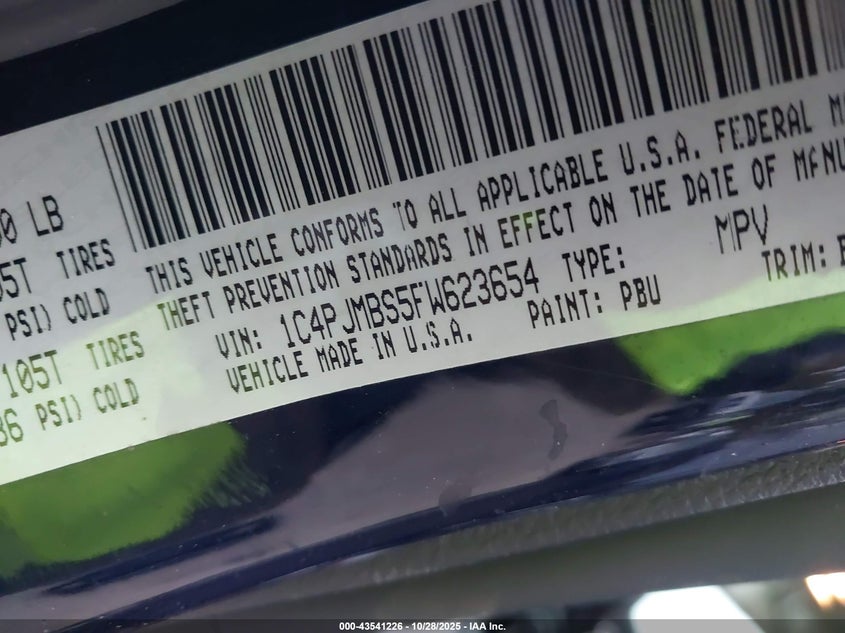 00 LB
05T TIRES
PSI) COLD
105T TIRES
36 PSI) COLD
THIS VEHICLE CONFORMS TO ALL APPLICABLE U.S.A. FEDERAL M
THEFT PREVENTION STANDARDS IN EFFECT ON THE DATE OF MANU
VIN: 1C4PJMBS5FW623654 TYPE: MPV
VEHICLE MADE IN U.S.A. PAINT: PBU TRIM:
000-43541226 - 10/28/2025 - IAA Inc.